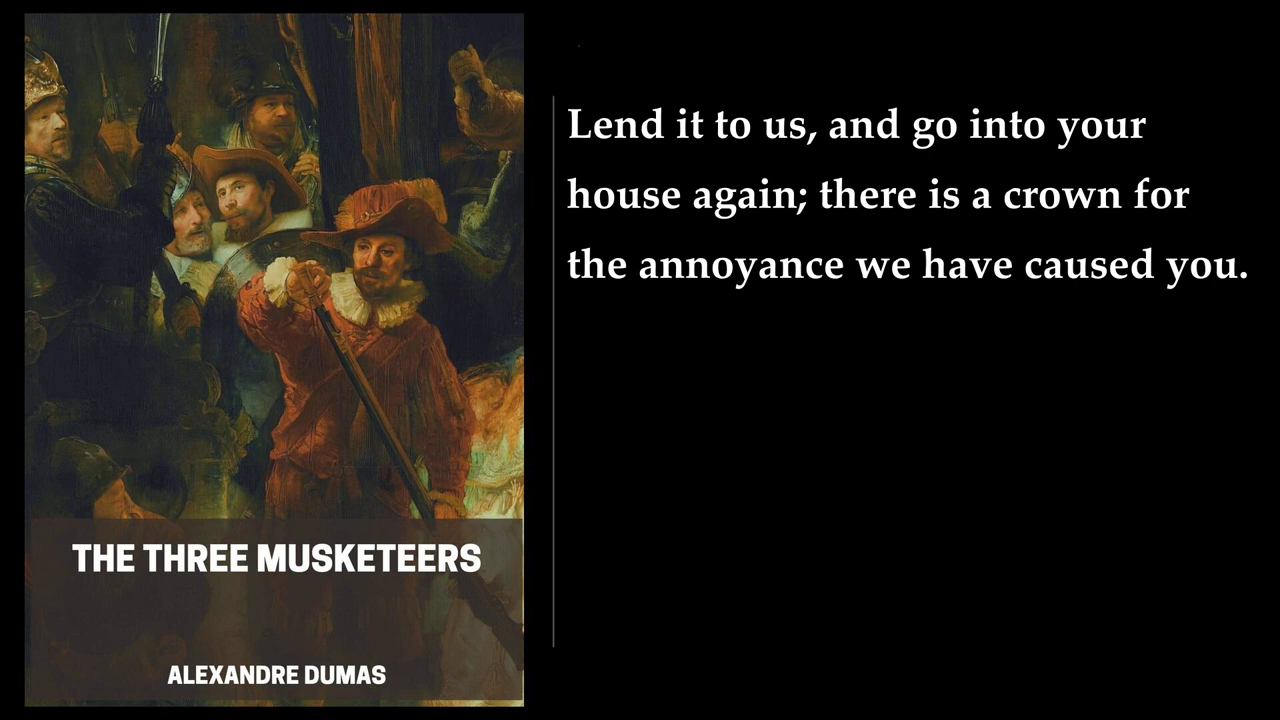 Lend it to us, and go into your
house again; there is a crown for
the annoyance we have caused you.
THE THREE MUSKETEERS
ALEXANDRE DUMAS